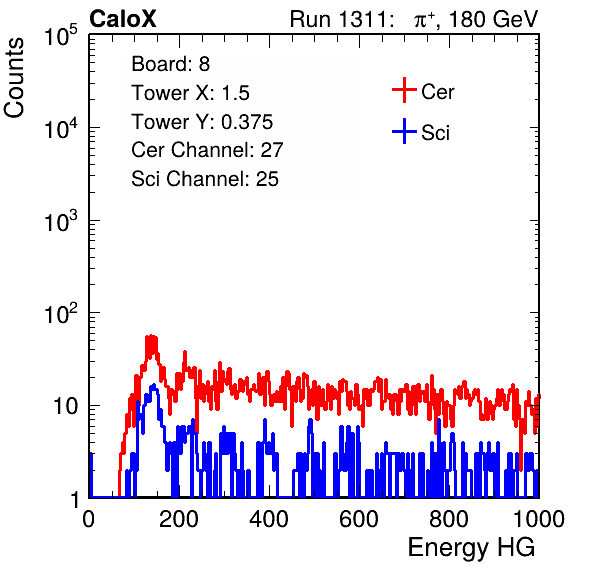 CaloX Run 1311: π⁺, 180 GeV
Counts
10⁵
10⁴
10³
10²
10
1
Board: 8
Tower X: 1.5
Tower Y: 0.375
Cer Channel: 27
Sci Channel: 25
Cer
Sci
0 200 400 600 800 1000
Energy HG